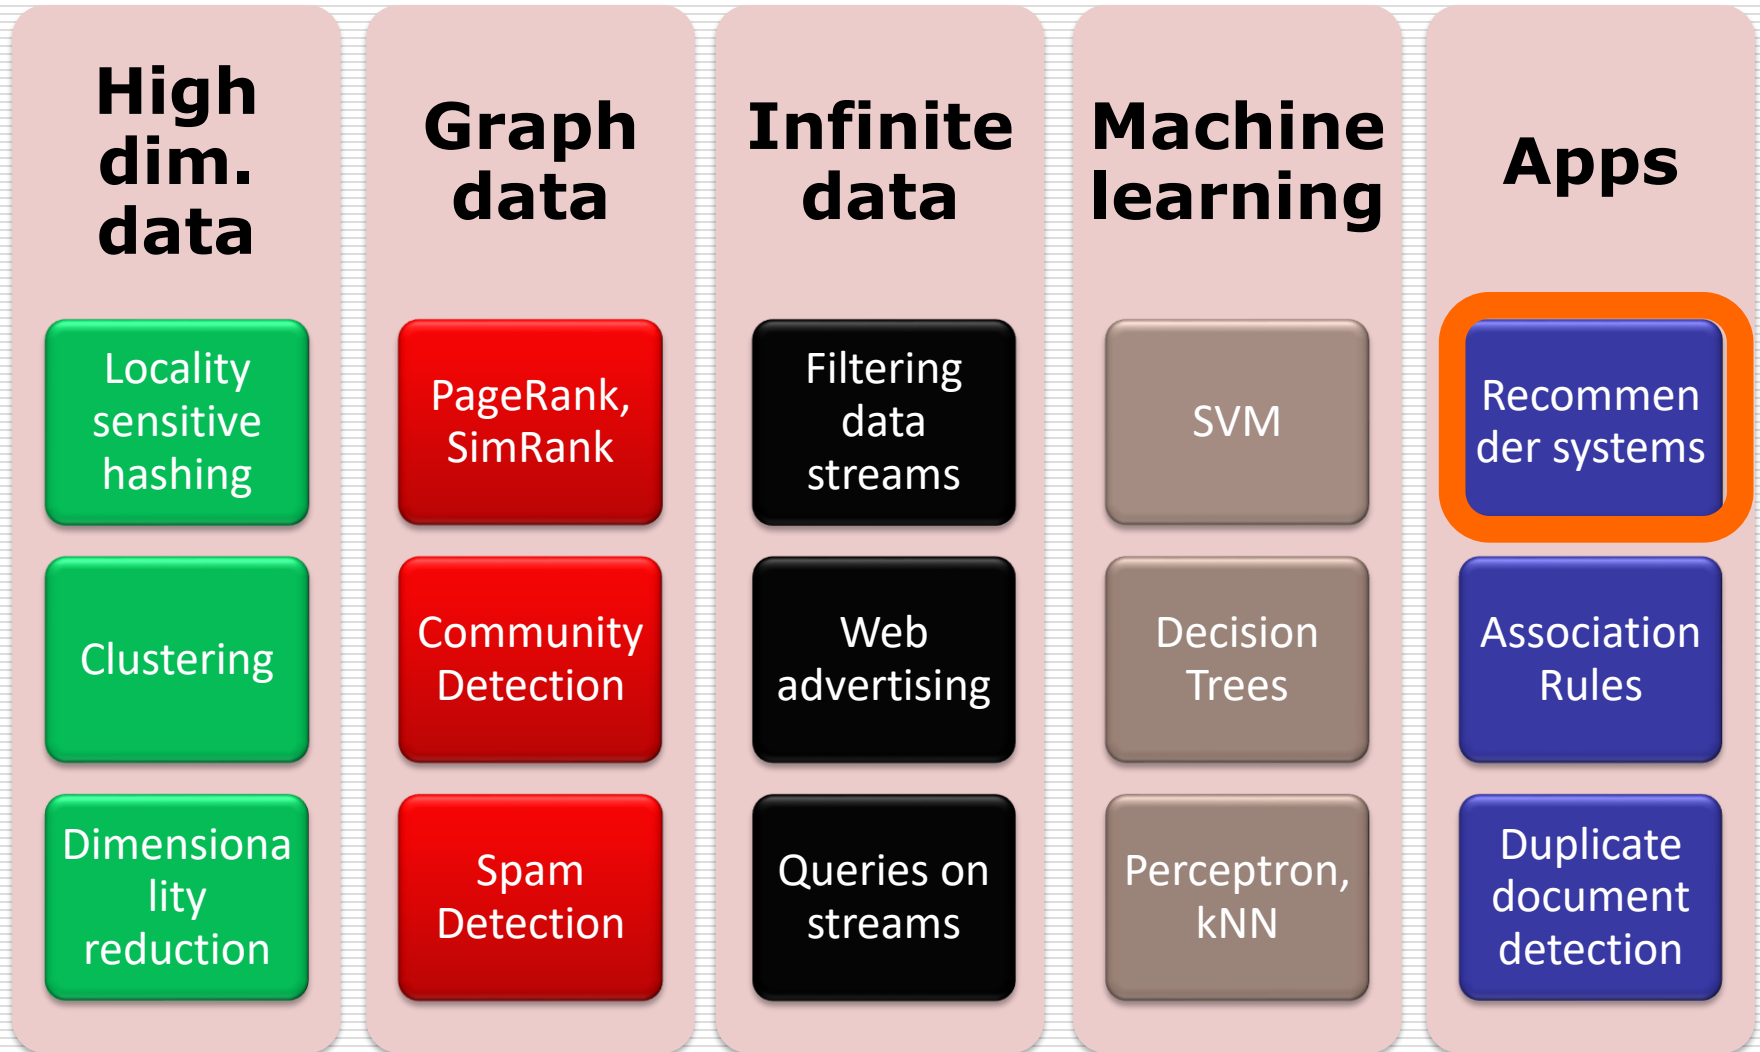 High
dim.
data
Locality
sensitive
hashing
Clustering
Dimensiona
lity
reduction
Graph
data
PageRank,
SimRank
Community
Detection
Spam
Detection
Infinite
data
Filtering
data
streams
Web
advertising
Queries on
streams
Machine
learning
SVM
Decision
Trees
Perceptron,
kNN
Apps
Recommen
der systems
Association
Rules
Duplicate
document
detection